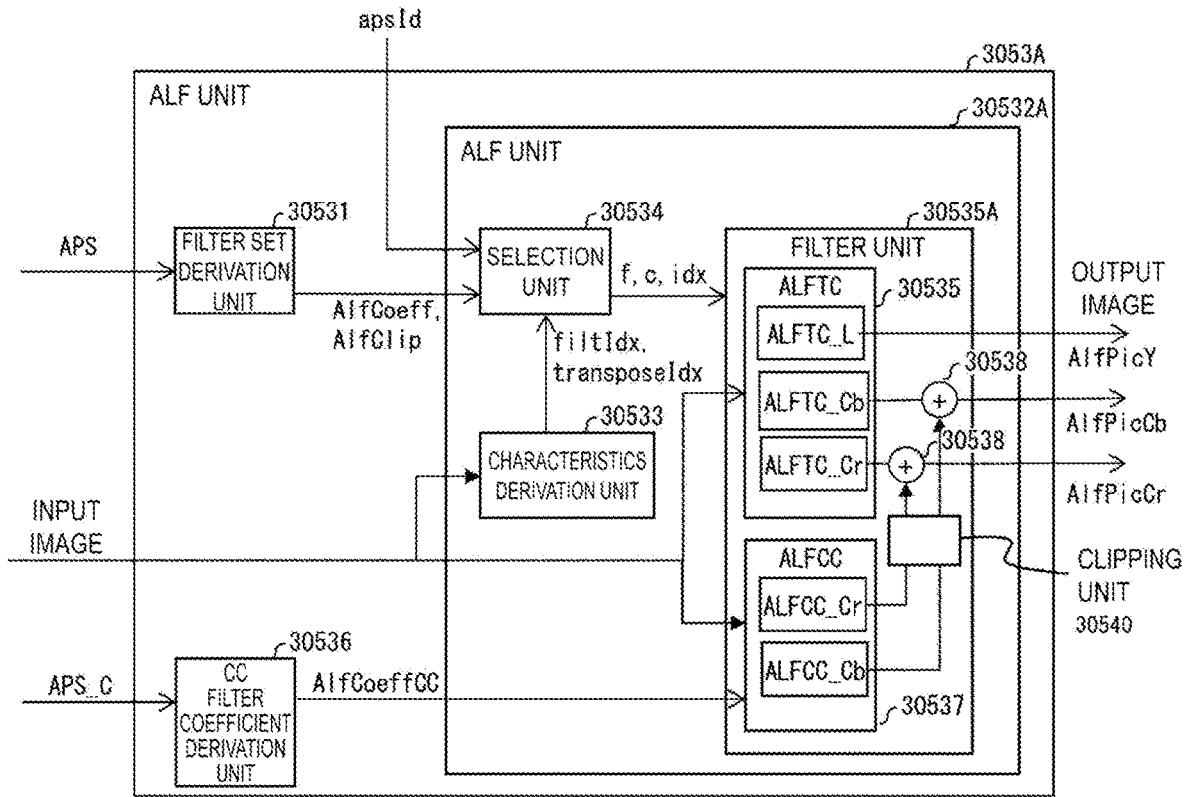 apsId
3053A
ALF UNIT
30532A
ALF UNIT
30531
30534
30535A
APS
FILTER SET
DERIVATION
UNIT
SELECTION
UNIT
f, c, idx
FILTER UNIT
ALFTC
30535
OUTPUT
IMAGE
AlfCoeff,
AlfClip
ALFTC_L
AlfPicY
filtIdx,
transposeIdx
30538
ALFTC_Cb
+
AlfPicCb
30533
30538
CHARACTERISTICS
DERIVATION UNIT
ALFTC_Cr
+
AlfPicCr
INPUT
IMAGE
ALFCC
CLIPPING
UNIT
30540
ALFCC_Cr
30536
APS_C
CC
FILTER
COEFFICIENT
DERIVATION
UNIT
AlfCoeffCC
ALFCC_Cb
30537